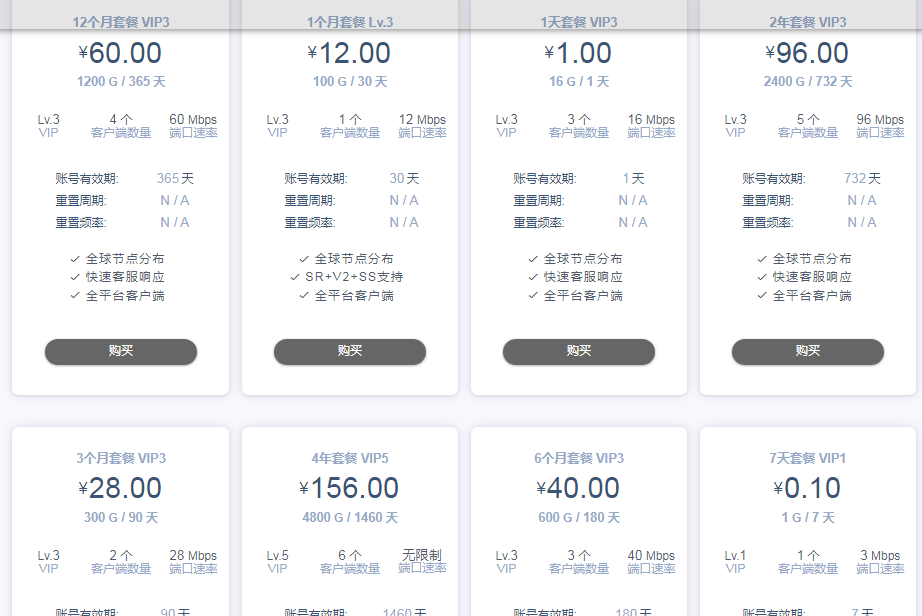 12个月套餐 VIP3
¥60.00
1200 G / 365 天
Lv.3 4 个 60 Mbps
VIP 客户端数量 端口速率
账号有效期: 365 天
重置周期: N / A
重置频率: N / A
全球节点分布
快速客服响应
全平台客户端
购买
1个月套餐 Lv.3
¥12.00
100 G / 30 天
Lv.3 1 个 12 Mbps
VIP 客户端数量 端口速率
账号有效期: 30 天
重置周期: N / A
重置频率: N / A
全球节点分布
SR+V2+SS支持
全平台客户端
购买
1天套餐 VIP3
¥1.00
16 G / 1 天
Lv.3 3 个 16 Mbps
VIP 客户端数量 端口速率
账号有效期: 1 天
重置周期: N / A
重置频率: N / A
全球节点分布
快速客服响应
全平台客户端
购买
2年套餐 VIP3
¥96.00
2400 G / 732 天
Lv.3 5 个 96 Mbps
VIP 客户端数量 端口速率
账号有效期: 732 天
重置周期: N / A
重置频率: N / A
全球节点分布
快速客服响应
全平台客户端
购买
3个月套餐 VIP3
¥28.00
300 G / 90 天
Lv.3 2 个 28 Mbps
VIP 客户端数量 端口速率
账号有效期: 90 天
4年套餐 VIP5
¥156.00
4800 G / 1460 天
Lv.5 6 个 无限制
VIP 客户端数量 端口速率
账号有效期: 1460 天
6个月套餐 VIP3
¥40.00
600 G / 180 天
Lv.3 3 个 40 Mbps
VIP 客户端数量 端口速率
账号有效期: 180 天
7天套餐 VIP1
¥0.10
1 G / 7 天
Lv.1 1 个 3 Mbps
VIP 客户端数量 端口速率
账号有效期: 7 天